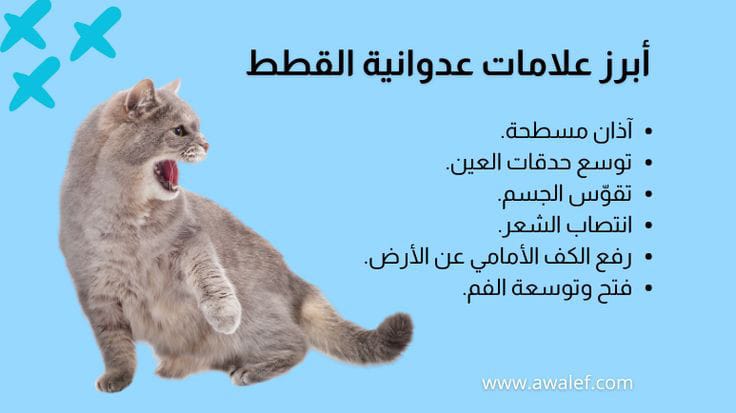 أبرز علامات عدوانية القطط
• آذان مسطحة.
• توسع حدقات العين.
• تقوّس الجسم.
• انتصاب الشعر.
• رفع الكف الأمامي عن الأرض.
• فتح وتوسعة الفم.
www.awalef.com